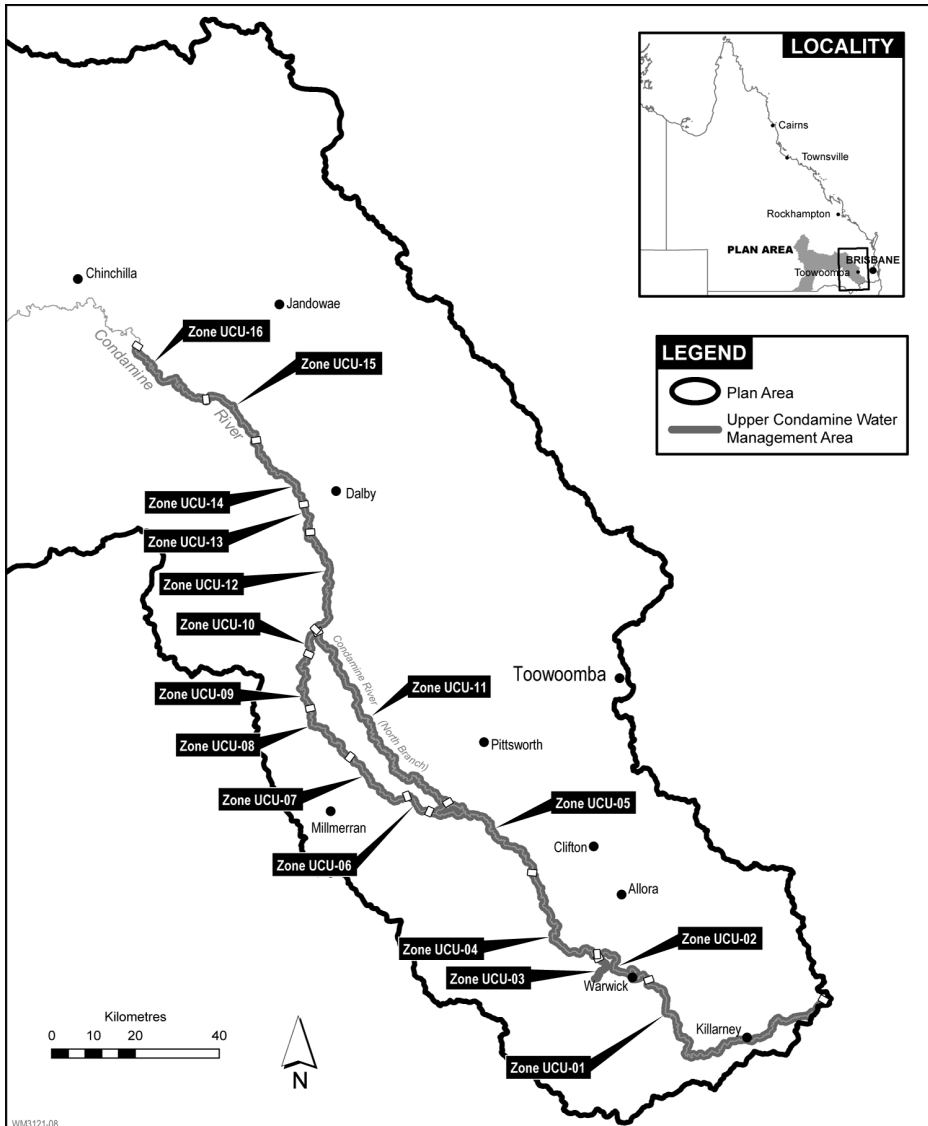 LOCALITY
Cairns
Townsville
Rockhampton
PLAN AREA
BRISBANE
Toowoomba
Chinchilla
Jandowae
Zone UCU-16
Condamine
River
Zone UCU-15
LEGEND
Plan Area
Upper Condamine Water
Management Area
Dalby
Zone UCU-14
Zone UCU-13
Zone UCU-12
Zone UCU-10
Condamine River
(North Branch)
Zone UCU-11
Toowoomba
Zone UCU-09
Zone UCU-08
Pittsworth
Zone UCU-07
Millmerran
Zone UCU-05
Zone UCU-06
Clifton
Allora
Zone UCU-04
Zone UCU-02
Zone UCU-03
Warwick
Killarney
Zone UCU-01
Kilometres
0 10 20 40
N
WM3121-08